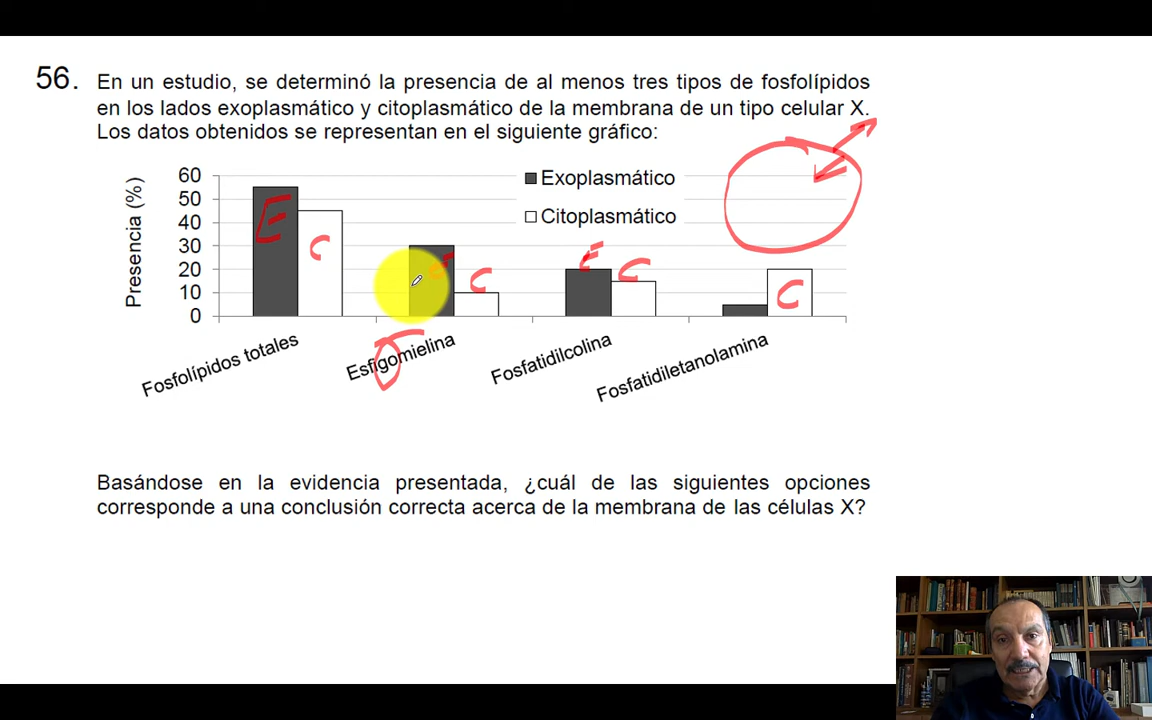 56. En un estudio, se determinó la presencia de al menos tres tipos de fosfolípidos
en los lados exoplasmático y citoplasmático de la membrana de un tipo celular X.
Los datos obtenidos se representan en el siguiente gráfico:
Presencia (%)
60
50
40
30
20
10
0
Exoplasmático
Citoplasmático
E
C
E
C
E
C
C
Fosfolípidos totales
Esfigomielina
Fosfatidilcolina
Fosfatidiletanolamina
Basándose en la evidencia presentada, ¿cuál de las siguientes opciones
corresponde a una conclusión correcta acerca de la membrana de las células X?